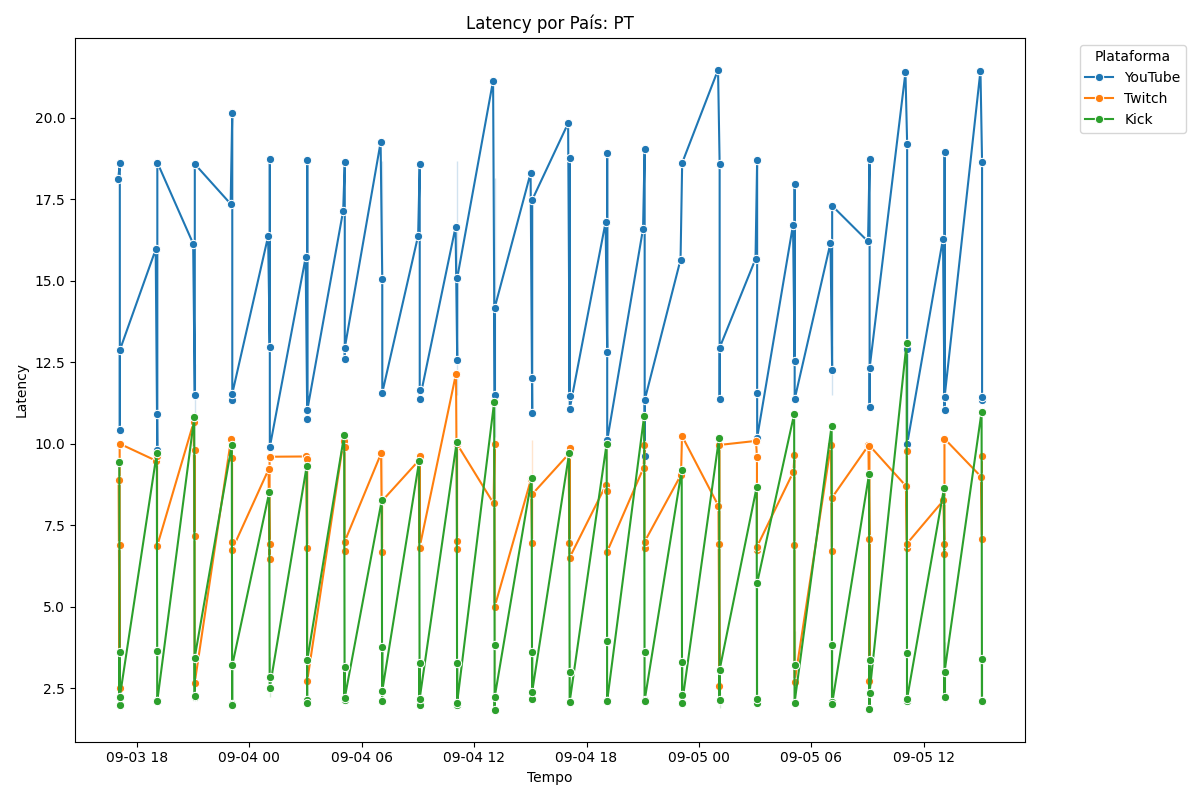 Latency por País: PT
Plataforma
YouTube
Twitch
Kick
Latency
20.0
17.5
15.0
12.5
10.0
7.5
5.0
2.5
09-03 18
09-04 00
09-04 06
09-04 12
09-04 18
09-05 00
09-05 06
09-05 12
Tempo